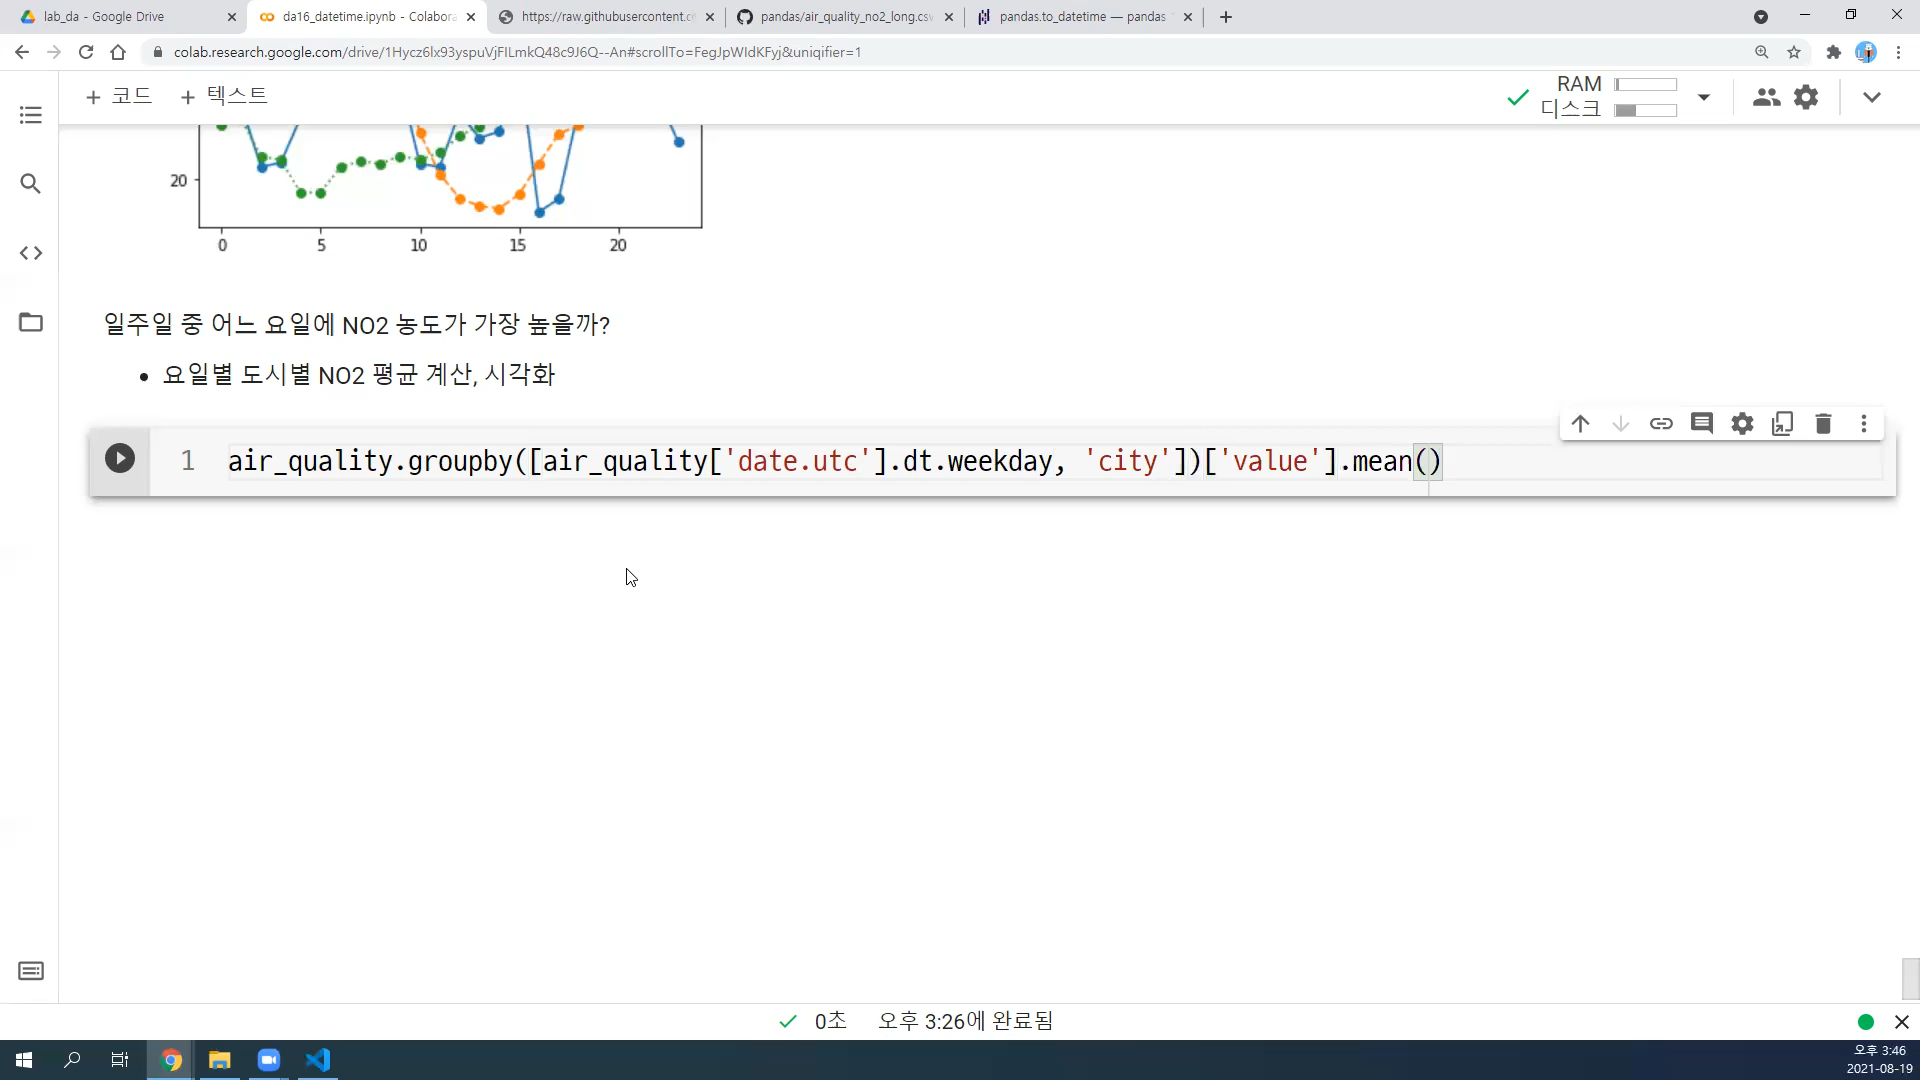 lab_da - Google Drive
da16_datetime.ipynb - Colabora
https://raw.githubusercontent.c
pandas/air_quality_no2_long.csv
pandas.to_datetime — pandas
colab.research.google.com/drive/1Hycz6lx93yspuVjFILmkQ48c9J6Q--An#scrollTo=FegJpWIdKFyj&uniqifier=1
+ 코드 + 텍스트
RAM
디스크
20
0 5 10 15 20
일주일 중 어느 요일에 NO2 농도가 가장 높을까?
• 요일별 도시별 NO2 평균 계산, 시각화
1 air_quality.groupby([air_quality['date.utc'].dt.weekday, 'city'])['value'].mean()
0초 오후 3:26에 완료됨
오후 3:46
2021-08-19